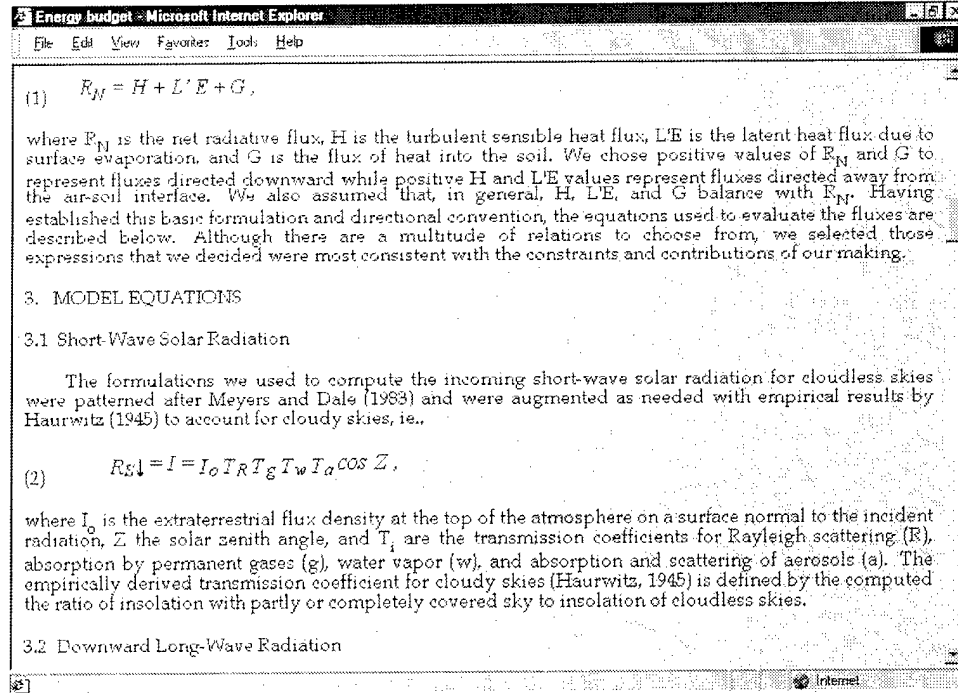 Energy budget - Microsoft Internet Explorer
File Edit View Favorites Tools Help
(1) R_N = H + L' E + G ,
where R_N is the net radiative flux, H is the turbulent sensible heat flux, L'E is the latent heat flux due to
surface evaporation, and G is the flux of heat into the soil. We chose positive values of R_N and G to
represent fluxes directed downward while positive H and L'E values represent fluxes directed away from
the air-soil interface. We also assumed that, in general, H, L'E, and G balance with R_N. Having
established this basic formulation and directional convention, the equations used to evaluate the fluxes are
described below. Although there are a multitude of relations to choose from, we selected those
expressions that we decided were most consistent with the constraints and contributions of our making.
3. MODEL EQUATIONS
3.1 Short-Wave Solar Radiation
The formulations we used to compute the incoming short-wave solar radiation for cloudless skies
were patterned after Meyers and Dale (1983) and were augmented as needed with empirical results by
Haurwitz (1945) to account for cloudy skies, ie.,
(2) R_S↓ = I = I_o T_R T_g T_w T_a cos Z ,
where I_o is the extraterrestrial flux density at the top of the atmosphere on a surface normal to the incident
radiation, Z the solar zenith angle, and T_i are the transmission coefficients for Rayleigh scattering (R),
absorption by permanent gases (g), water vapor (w), and absorption and scattering of aerosols (a). The
empirically derived transmission coefficient for cloudy skies (Haurwitz, 1945) is defined by the computed
the ratio of insolation with partly or completely covered sky to insolation of cloudless skies.
3.2 Downward Long-Wave Radiation
Internet